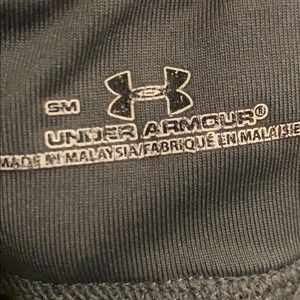 SM
UNDER ARMOUR®
MADE IN MALAYSIA/FABRIQUÉ EN MALAISIE